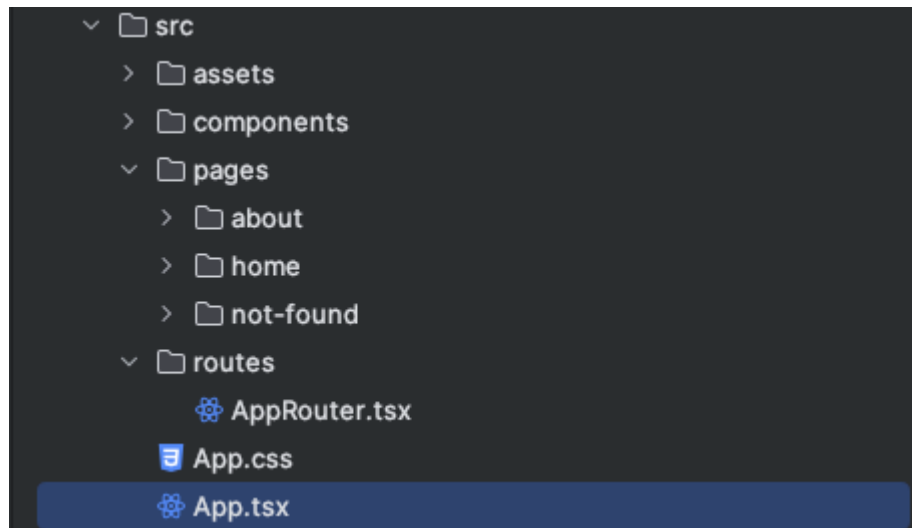 src
assets
components
pages
about
home
not-found
routes
AppRouter.tsx
App.css
App.tsx